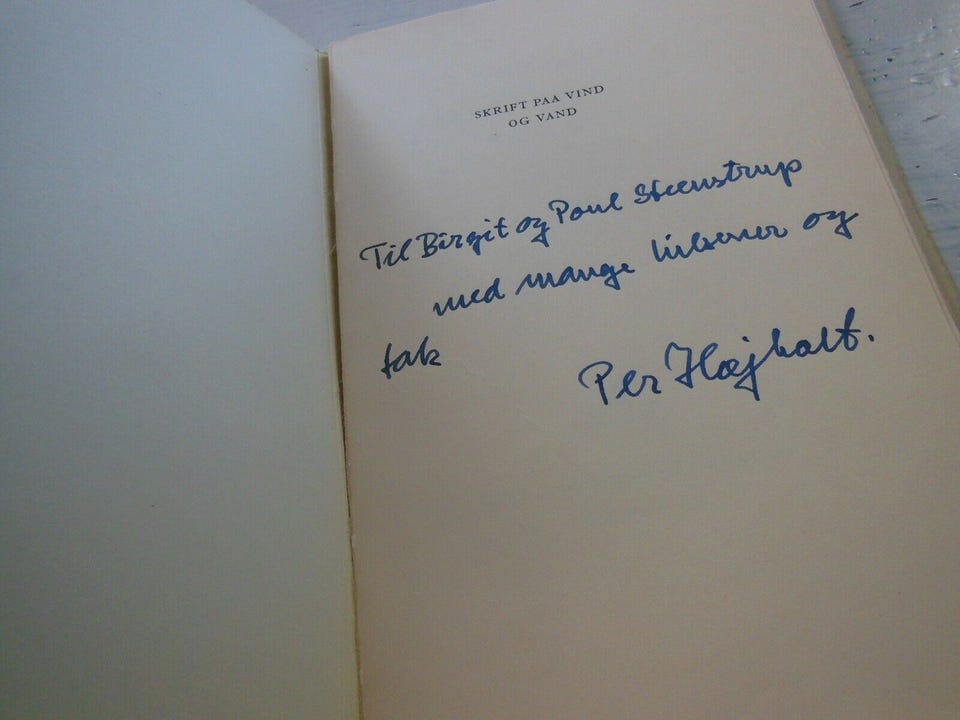 SKRIFT PAA VIND
OG VAND
Til Birgit og Poul Steenstrup
med mange hilsener og
tak
Per Højholt.